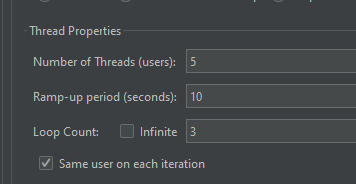 Thread Properties
Number of Threads (users): 5
Ramp-up period (seconds): 10
Loop Count: Infinite 3
Same user on each iteration